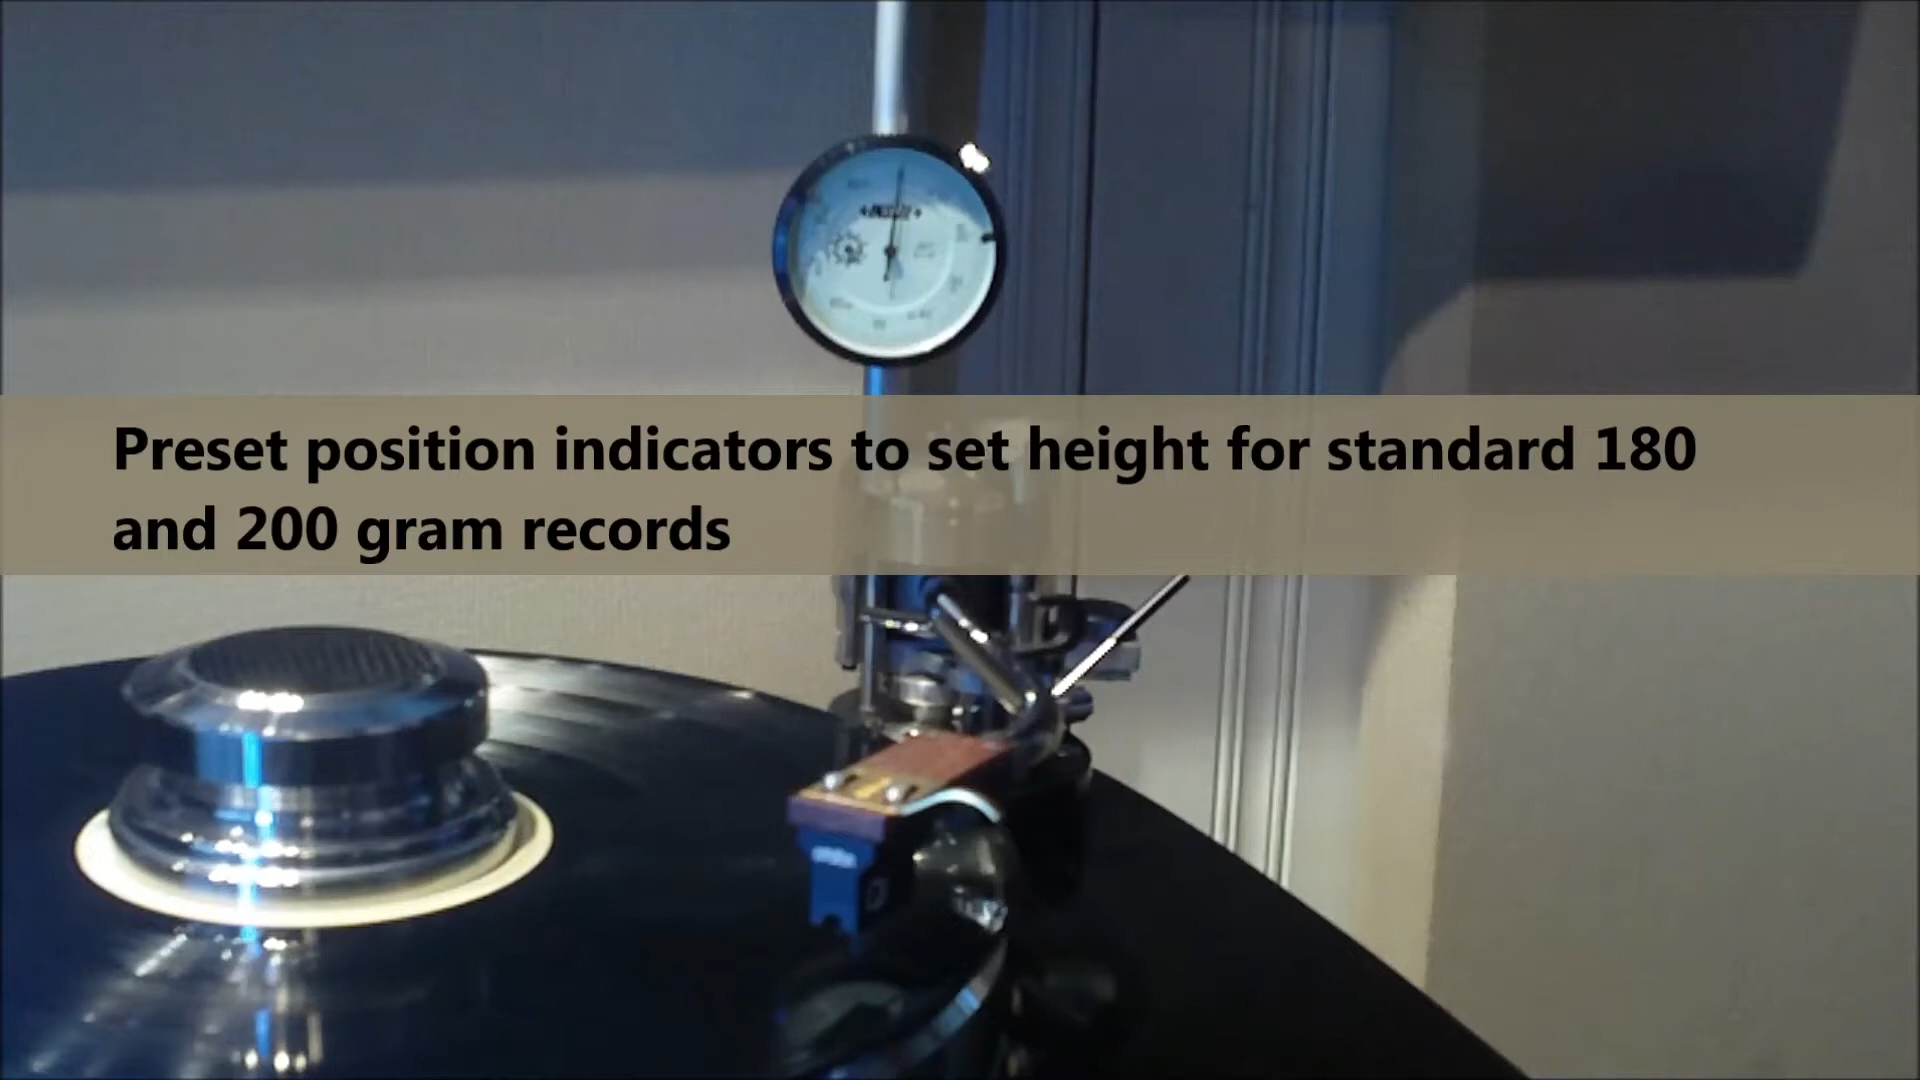 Preset position indicators to set height for standard 180
and 200 gram records